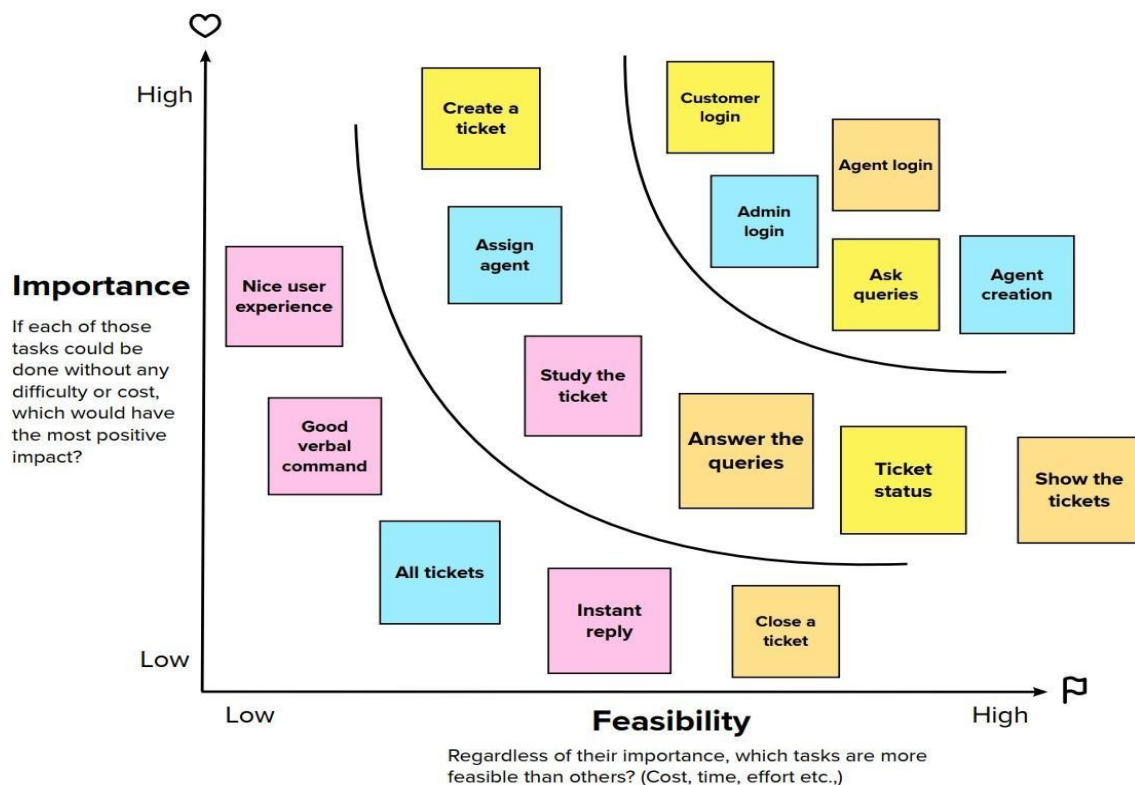 High
Create a
ticket
Customer
login
Agent login
Admin
login
Assign
agent
Ask
queries
Agent
creation
Nice user
experience
Importance
If each of those
tasks could be
done without any
difficulty or cost,
which would have
the most positive
impact?
Study the
ticket
Good
verbal
command
Answer the
queries
Ticket
status
Show the
tickets
All tickets
Instant
reply
Close a
ticket
Low
Low
Feasibility
High
Regardless of their importance, which tasks are more
feasible than others? (Cost, time, effort etc.,)